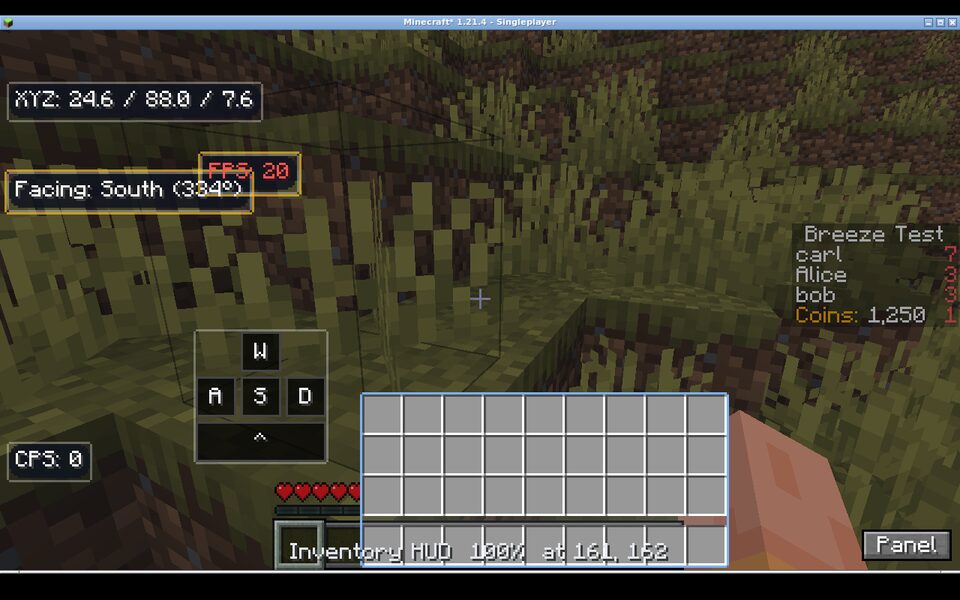 Minecraft* 1.21.4 - Singleplayer
XYZ: 24.6 / 88.0 / 7.6
FPS: 20
Facing: South (334°)
Breeze Test
carl 7
Alice 3
bob 3
Coins: 1,250 1
W
A S D
^
CPS: 0
Inventory HUD 100% at 161, 162
Panel